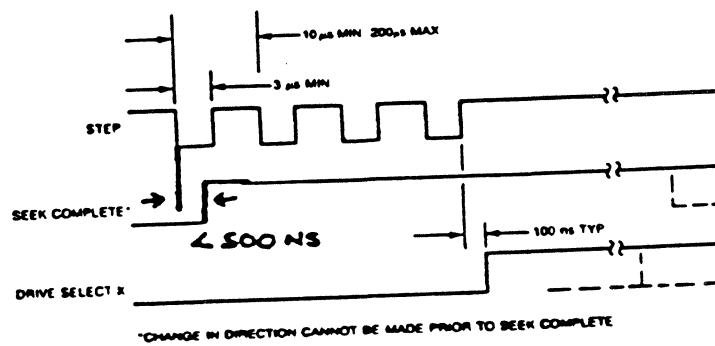 10 µs MIN 200µs MAX
3 µs MIN
STEP
SEEK COMPLETE*
< 500 NS
100 ns TYP
DRIVE SELECT X
*CHANGE IN DIRECTION CANNOT BE MADE PRIOR TO SEEK COMPLETE